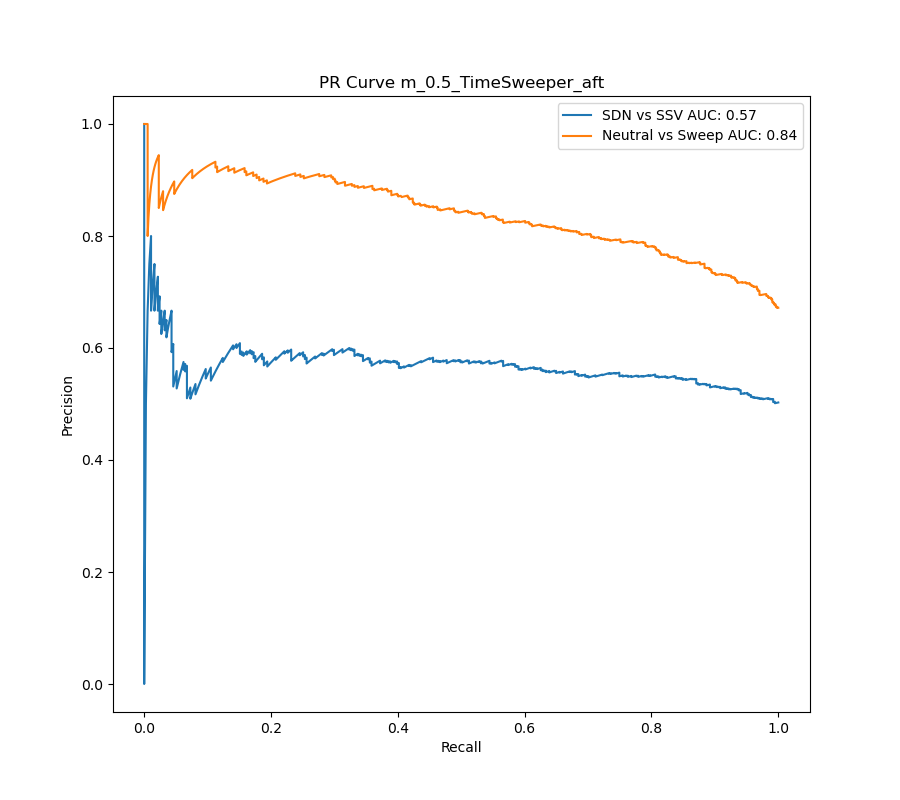 PR Curve m_0.5_TimeSweeper_aft
SDN vs SSV AUC: 0.57
Neutral vs Sweep AUC: 0.84
1.0
0.8
0.6
0.4
0.2
0.0
Precision
0.0 0.2 0.4 0.6 0.8 1.0
Recall